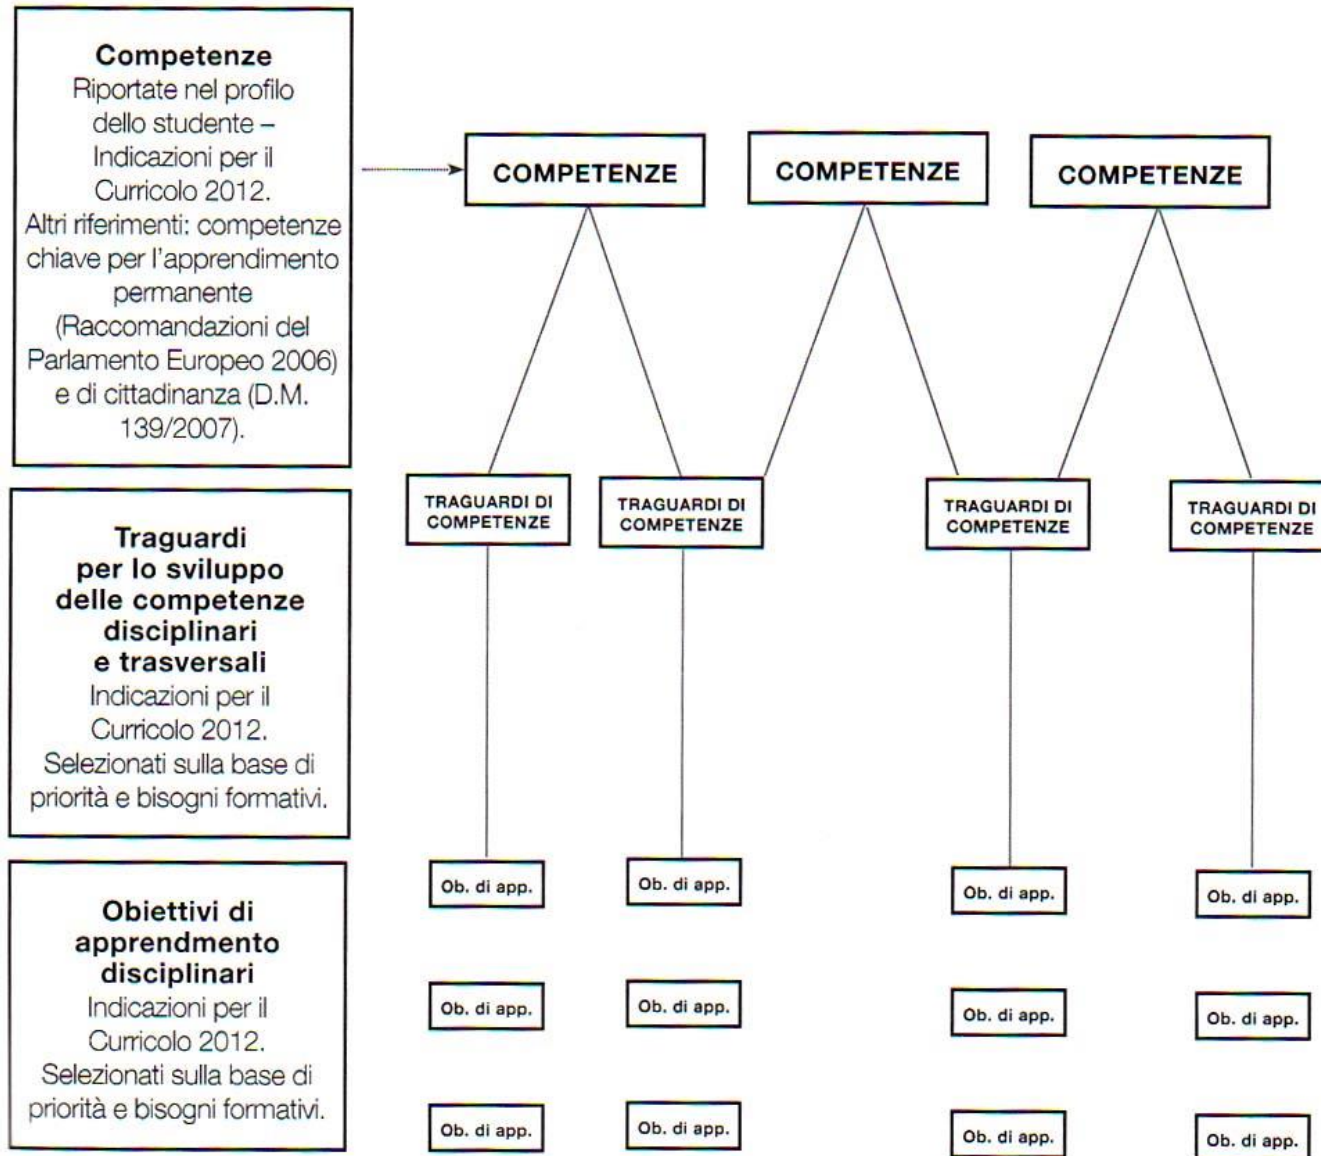 Competenze
Riportate nel profilo
dello studente –
Indicazioni per il
Curricolo 2012.
Altri riferimenti: competenze
chiave per l'apprendimento
permanente
(Raccomandazioni del
Parlamento Europeo 2006)
e di cittadinanza (D.M.
139/2007).
COMPETENZE
COMPETENZE
COMPETENZE
Traguardi
per lo sviluppo
delle competenze
disciplinari
e trasversali
Indicazioni per il
Curricolo 2012.
Selezionati sulla base di
priorità e bisogni formativi.
TRAGUARDI DI
COMPETENZE
TRAGUARDI DI
COMPETENZE
TRAGUARDI DI
COMPETENZE
TRAGUARDI DI
COMPETENZE
Obiettivi di
apprendmento
disciplinari
Indicazioni per il
Curricolo 2012.
Selezionati sulla base di
priorità e bisogni formativi.
Ob. di app.
Ob. di app.
Ob. di app.
Ob. di app.
Ob. di app.
Ob. di app.
Ob. di app.
Ob. di app.
Ob. di app.
Ob. di app.
Ob. di app.
Ob. di app.